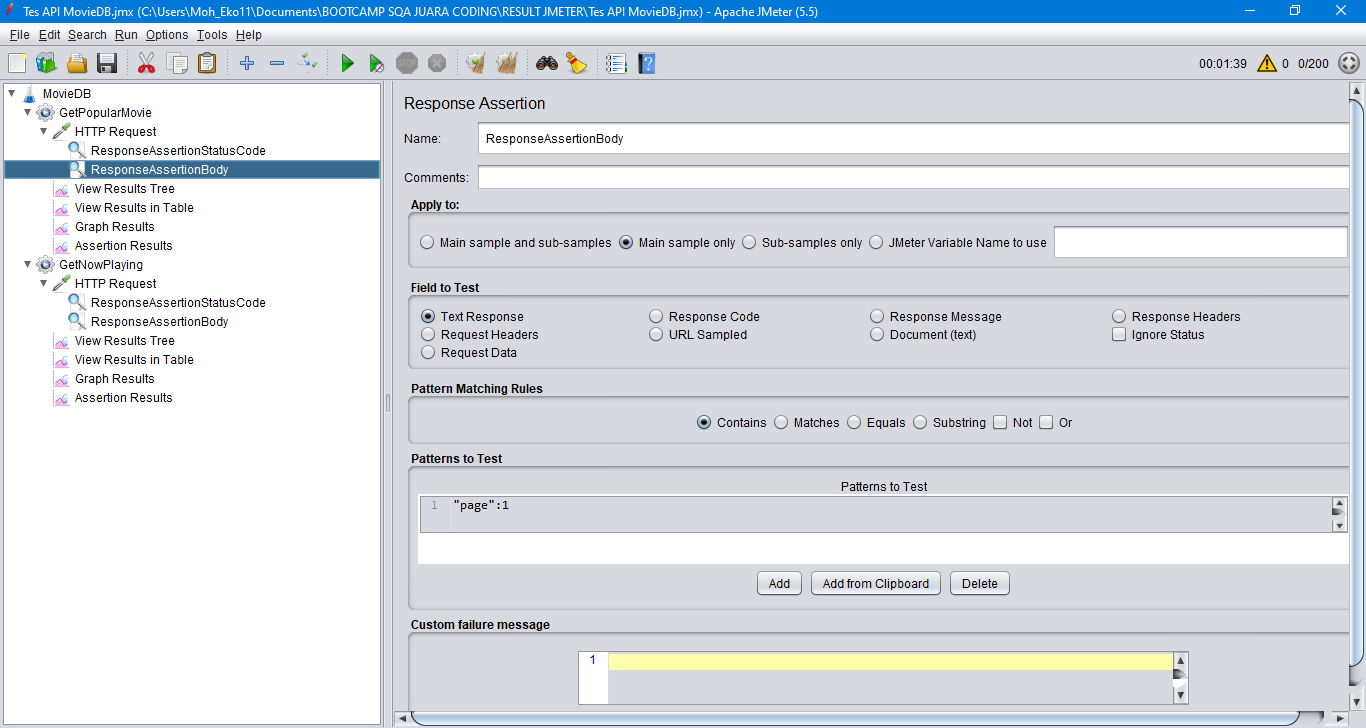 Tes API MovieDB.jmx (C:\Users\Moh_Eko11\Documents\BOOTCAMP SQA JUARA CODING\RESULT JMETER\Tes API MovieDB.jmx) - Apache JMeter (5.5)
File Edit Search Run Options Tools Help
STOP 00:01:39 0 0/200
MovieDB
GetPopularMovie
HTTP Request
ResponseAssertionStatusCode
ResponseAssertionBody
View Results Tree
View Results in Table
Graph Results
Assertion Results
GetNowPlaying
HTTP Request
ResponseAssertionStatusCode
ResponseAssertionBody
View Results Tree
View Results in Table
Graph Results
Assertion Results
Response Assertion
Name: ResponseAssertionBody
Comments:
Apply to:
Main sample and sub-samples Main sample only Sub-samples only JMeter Variable Name to use
Field to Test
Text Response Response Code Response Message Response Headers
Request Headers URL Sampled Document (text) Ignore Status
Request Data
Pattern Matching Rules
Contains Matches Equals Substring Not Or
Patterns to Test
Patterns to Test
1 "page":1
Add Add from Clipboard Delete
Custom failure message
1